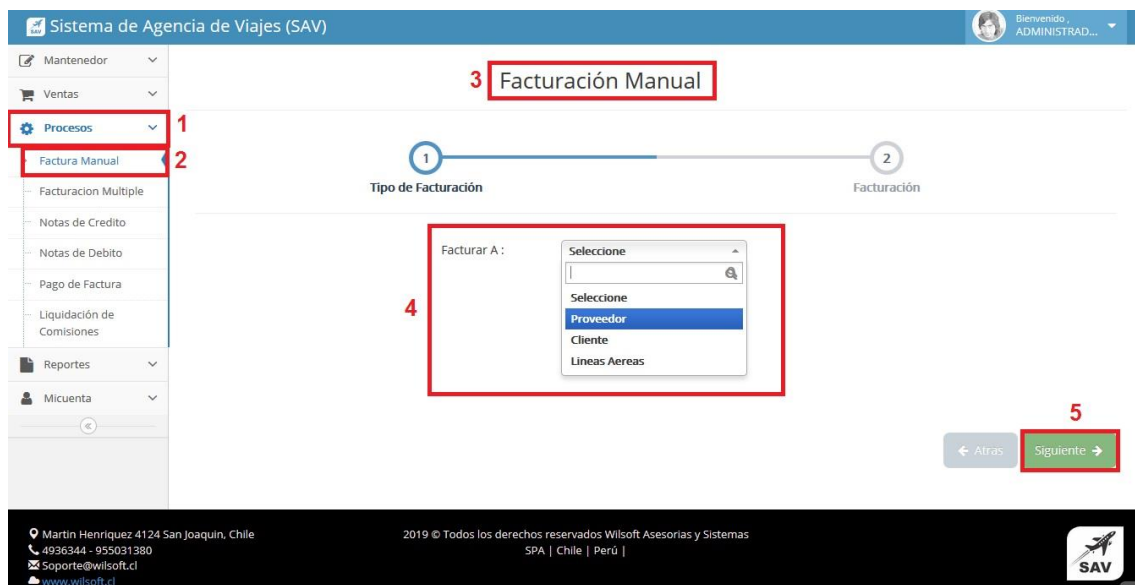 SAV
Sistema de Agencia de Viajes (SAV)
Bienvenido ,
ADMINISTRAD...
Mantenedor
Ventas
1
Procesos
2
Factura Manual
Facturacion Multiple
Notas de Credito
Notas de Debito
Pago de Factura
Liquidación de
Comisiones
Reportes
Micuenta
3
Facturación Manual
1
2
Tipo de Facturación
Facturación
4
Facturar A :
Seleccione
Seleccione
Proveedor
Cliente
Lineas Aereas
5
Atras
Siguiente
Martin Henriquez 4124 San Joaquin, Chile
4936344 - 955031380
Soporte@wilsoft.cl
www.wilsoft.cl
2019 © Todos los derechos reservados Wilsoft Asesorias y Sistemas
SPA | Chile | Perú |
SAV